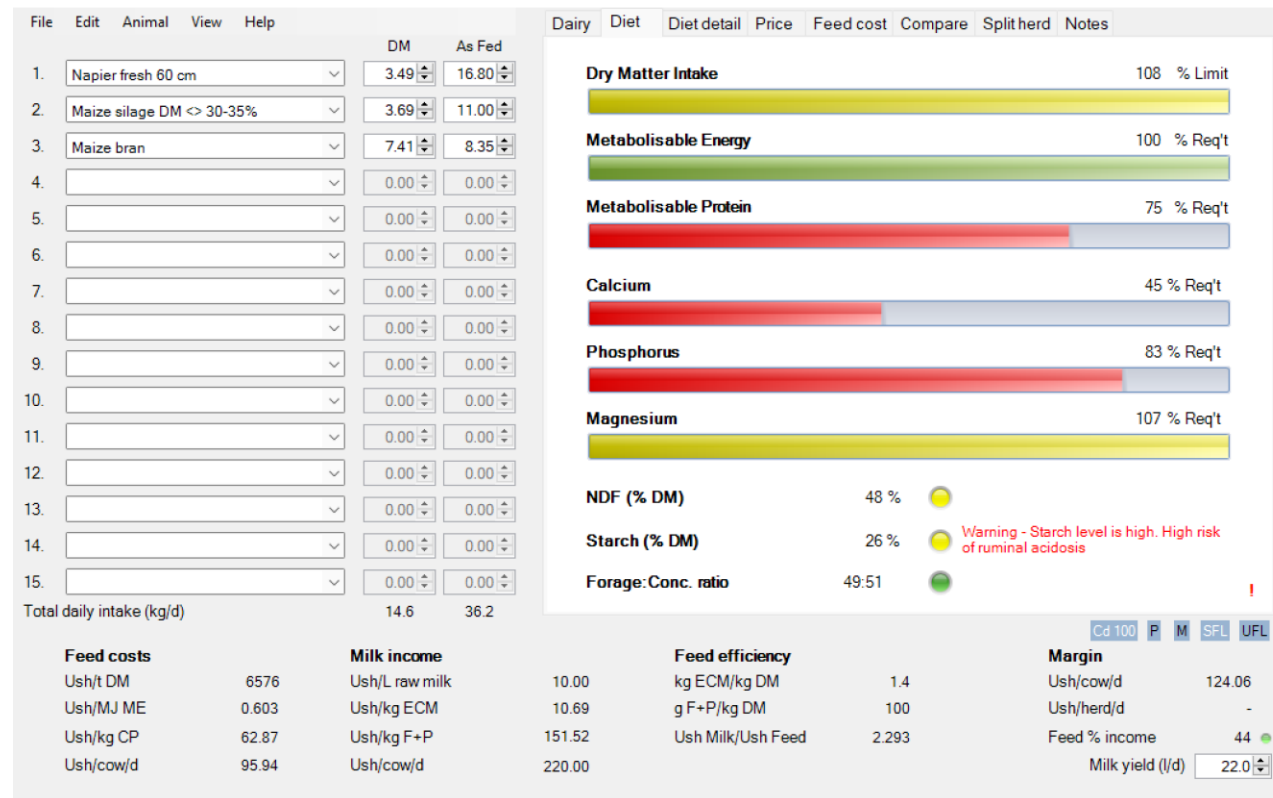 File Edit Animal View Help
DM As Fed
1. Napier fresh 60 cm 3.49 16.80
2. Maize silage DM <> 30-35% 3.69 11.00
3. Maize bran 7.41 8.35
4. 0.00 0.00
5. 0.00 0.00
6. 0.00 0.00
7. 0.00 0.00
8. 0.00 0.00
9. 0.00 0.00
10. 0.00 0.00
11. 0.00 0.00
12. 0.00 0.00
13. 0.00 0.00
14. 0.00 0.00
15. 0.00 0.00
Total daily intake (kg/d) 14.6 36.2
Dairy Diet Diet detail Price Feed cost Compare Split herd Notes
Dry Matter Intake 108 % Limit
Metabolisable Energy 100 % Req't
Metabolisable Protein 75 % Req't
Calcium 45 % Req't
Phosphorus 83 % Req't
Magnesium 107 % Req't
NDF (% DM) 48 %
Starch (% DM) 26 % Warning - Starch level is high. High risk
of ruminal acidosis
Forage:Conc. ratio 49:51
!
Cd 100 P M SFL UFL
Feed costs
Ush/t DM 6576
Ush/MJ ME 0.603
Ush/kg CP 62.87
Ush/cow/d 95.94
Milk income
Ush/L raw milk 10.00
Ush/kg ECM 10.69
Ush/kg F+P 151.52
Ush/cow/d 220.00
Feed efficiency
kg ECM/kg DM 1.4
g F+P/kg DM 100
Ush Milk/Ush Feed 2.293
Margin
Ush/cow/d 124.06
Ush/herd/d -
Feed % income 44
Milk yield (l/d) 22.0